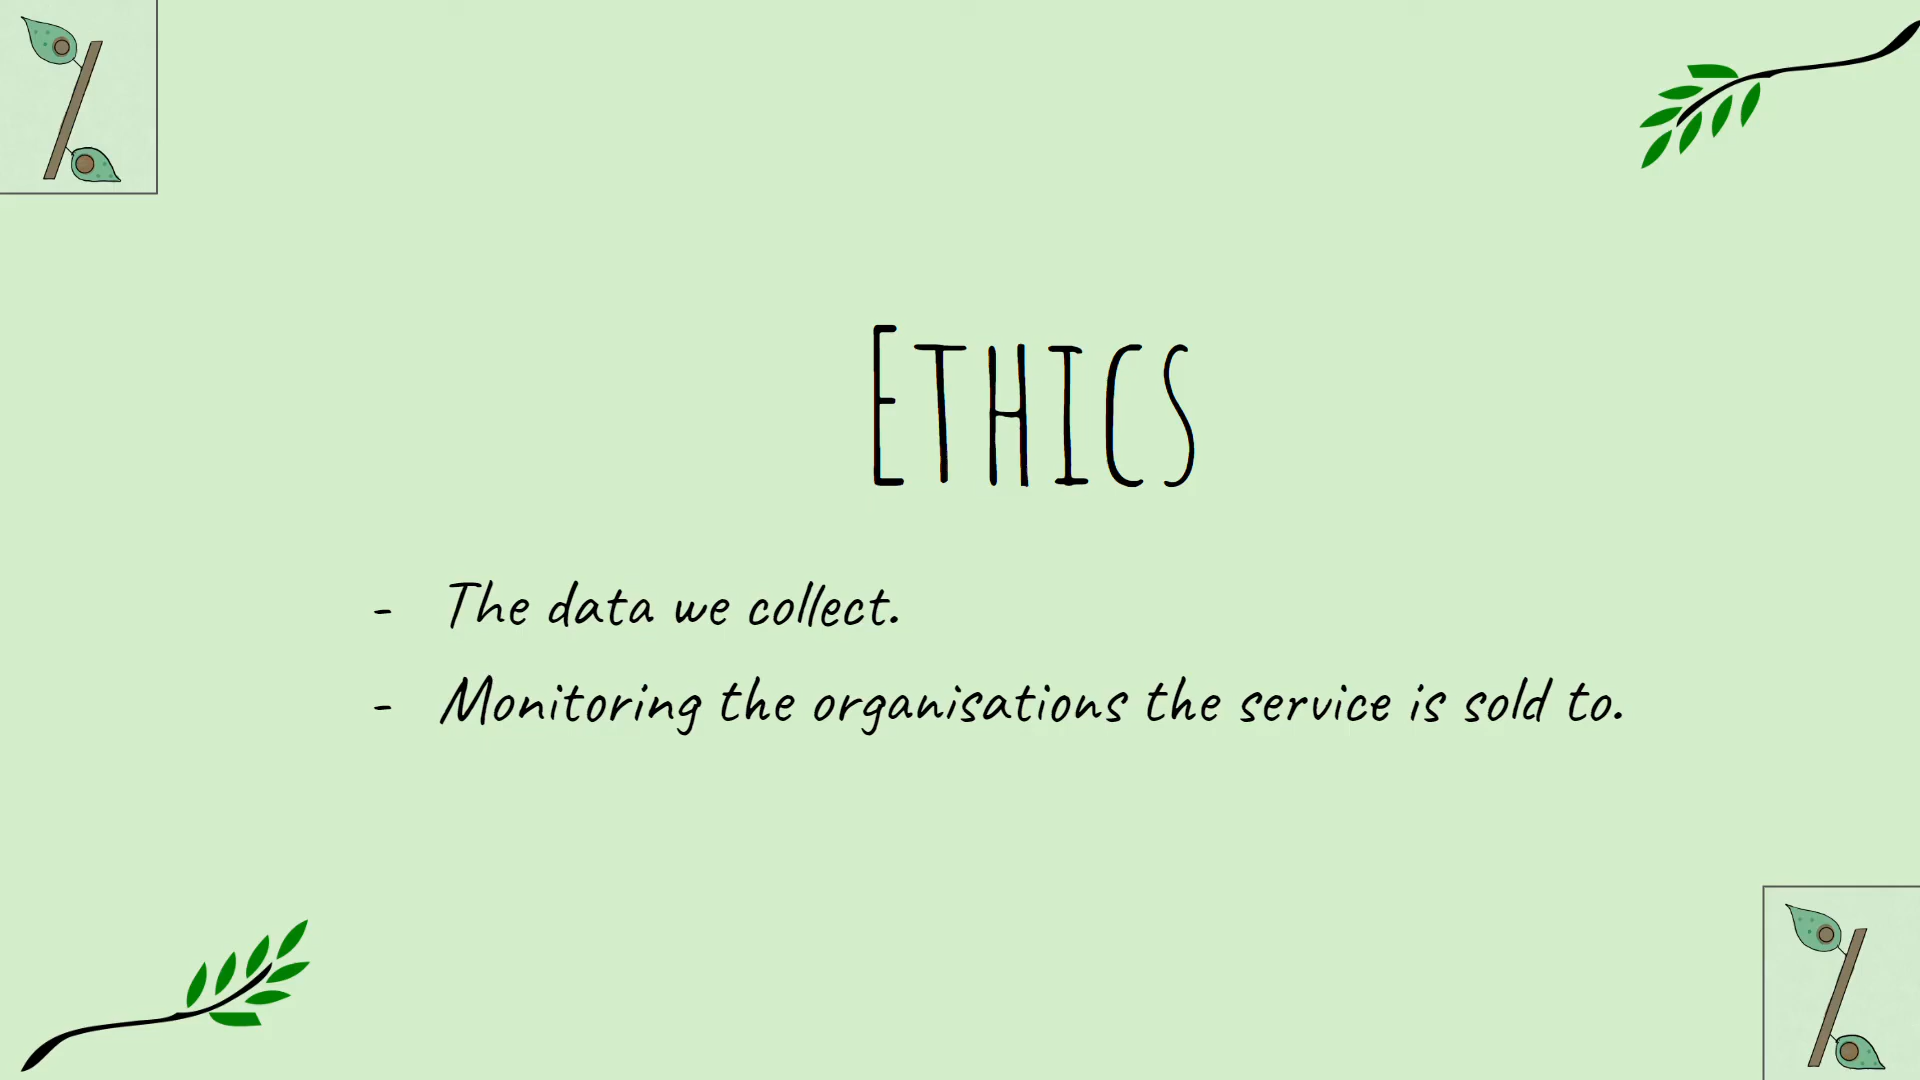 Ethics
- The data we collect.
- Monitoring the organisations the service is sold to.